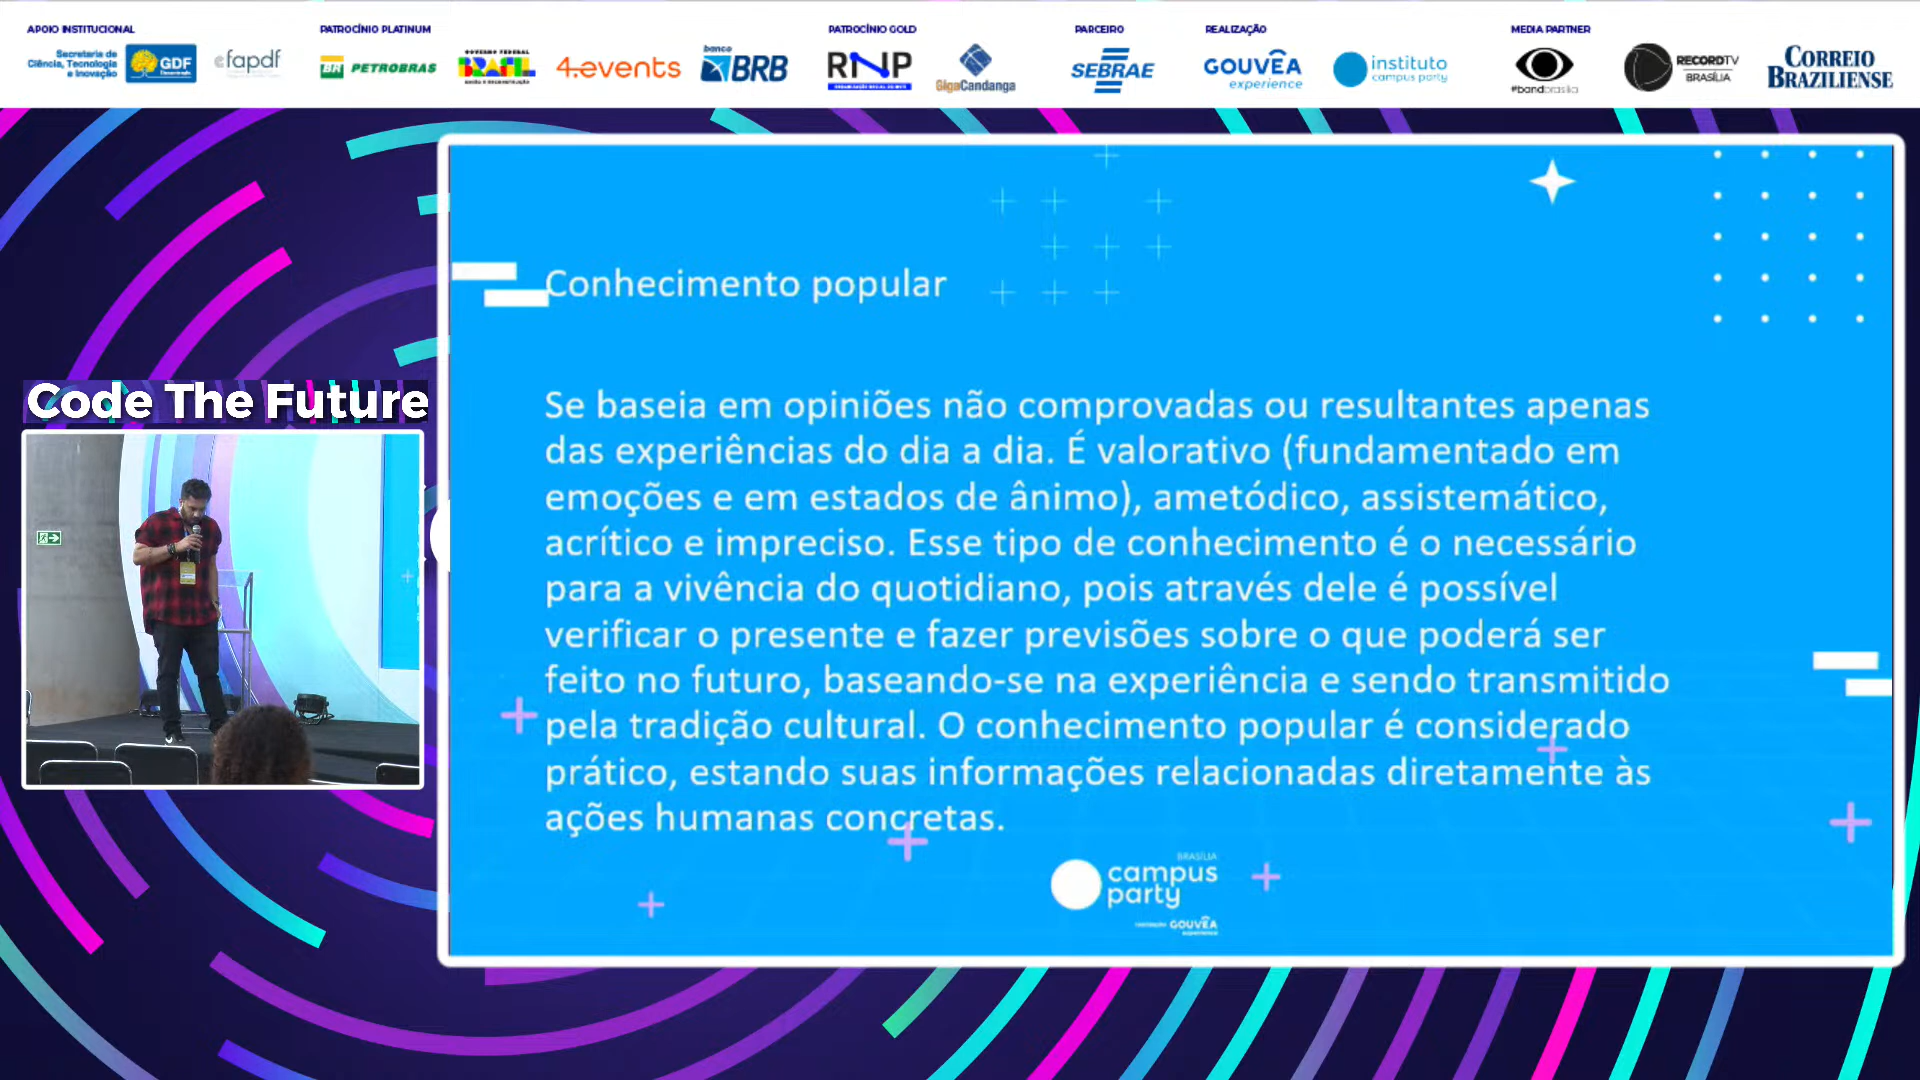 APOIO INSTITUCIONAL
PATROCÍNIO PLATINUM
PATROCÍNIO GOLD
PARCEIRO
REALIZAÇÃO
MEDIA PARTNER
Secretaria de
Ciência, Tecnologia
e Inovação
GDF
fapdf
BR PETROBRAS
GOVERNO FEDERAL
BRASIL
UNIÃO E RECONSTRUÇÃO
4.events
banco
BRB
RNP
GigaCandanga
SEBRAE
GOUVÊA
experience
instituto
campus party
#bandbrasília
RECORDTV
BRASÍLIA
CORREIO
BRAZILIENSE
Code The Future
Conhecimento popular
Se baseia em opiniões não comprovadas ou resultantes apenas
das experiências do dia a dia. É valorativo (fundamentado em
emoções e em estados de ânimo), ametódico, assistemático,
acrítico e impreciso. Esse tipo de conhecimento é o necessário
para a vivência do quotidiano, pois através dele é possível
verificar o presente e fazer previsões sobre o que poderá ser
feito no futuro, baseando-se na experiência e sendo transmitido
pela tradição cultural. O conhecimento popular é considerado
prático, estando suas informações relacionadas diretamente às
ações humanas concretas.
BRASÍLIA
campus
party
GOUVÊA